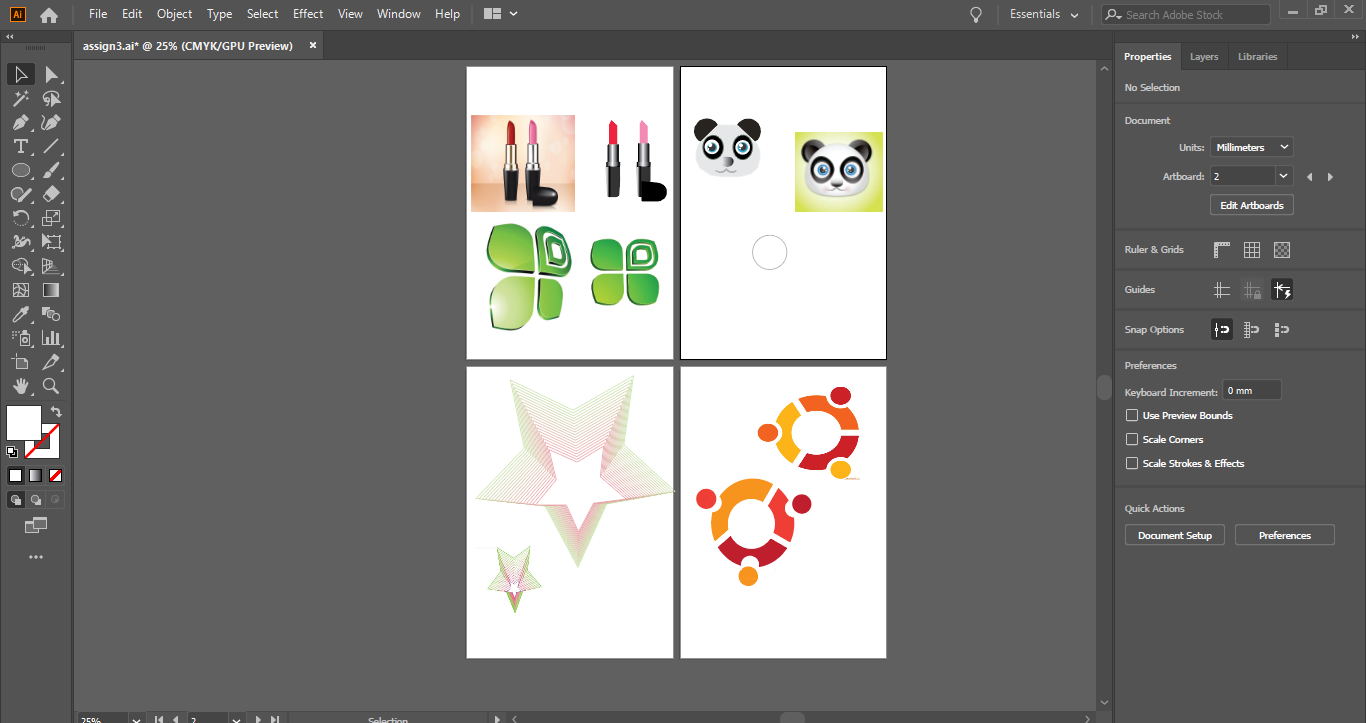 Ai File Edit Object Type Select Effect View Window Help Essentials Search Adobe Stock
assign3.ai* @ 25% (CMYK/GPU Preview) ×
Properties Layers Libraries
No Selection
Document
Units: Millimeters
Artboard: 2
Edit Artboards
Ruler & Grids
Guides
Snap Options
Preferences
Keyboard Increment: 0 mm
Use Preview Bounds
Scale Corners
Scale Strokes & Effects
Quick Actions
Document Setup Preferences
25% 2 Selection